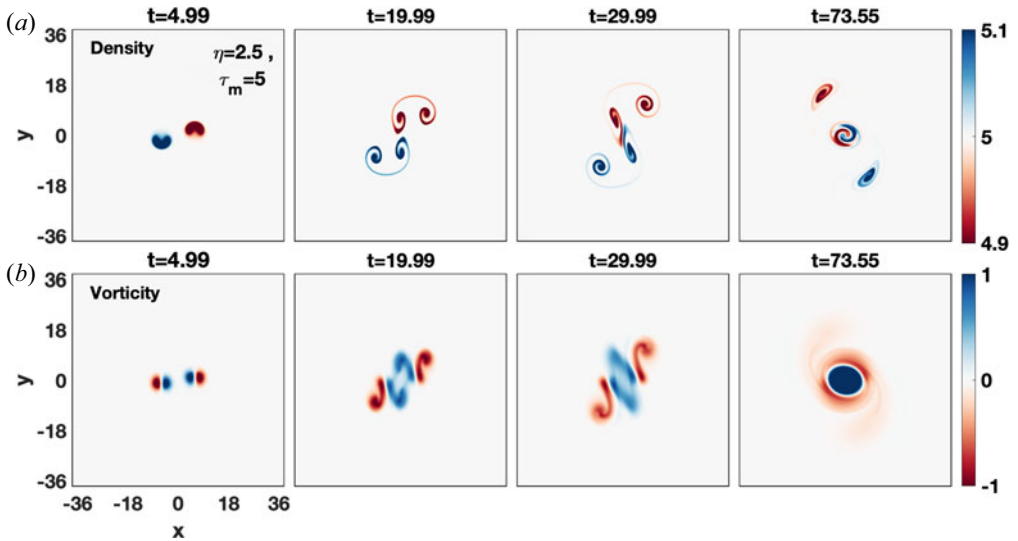 (a) t=4.99 t=19.99 t=29.99 t=73.55
36 Density η=2.5 , 5.1
τm=5
18
y 0 5
-18
-36 4.9
(b) t=4.99 t=19.99 t=29.99 t=73.55
36 Vorticity 1
18
y 0 0
-18
-36 -1
-36 -18 0 18 36
x